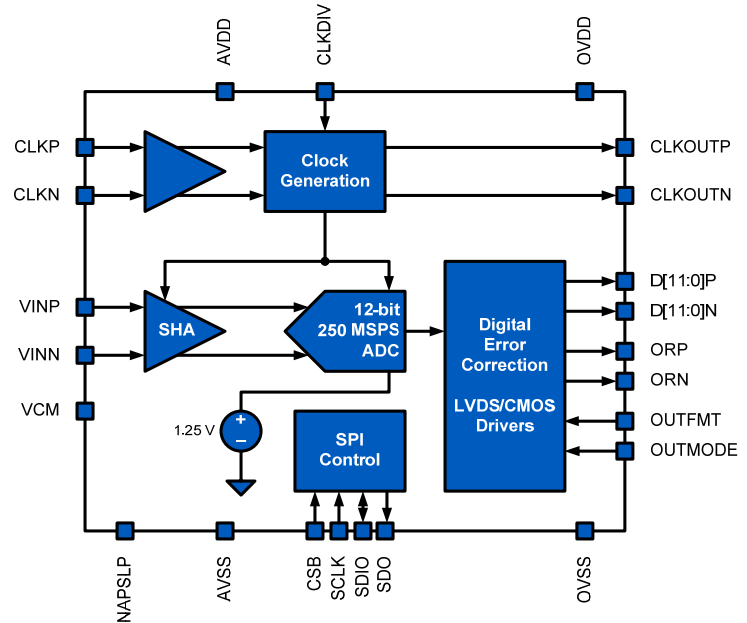 AVDD
CLKDIV
OVDD
CLKP
CLKN
Clock
Generation
CLKOUTP
CLKOUTN
VINP
VINN
VCM
SHA
12-bit
250 MSPS
ADC
1.25 V
+
–
SPI
Control
Digital
Error
Correction
LVDS/CMOS
Drivers
D[11:0]P
D[11:0]N
ORP
ORN
OUTFMT
OUTMODE
NAPSLP
AVSS
CSB
SCLK
SDIO
SDO
OVSS